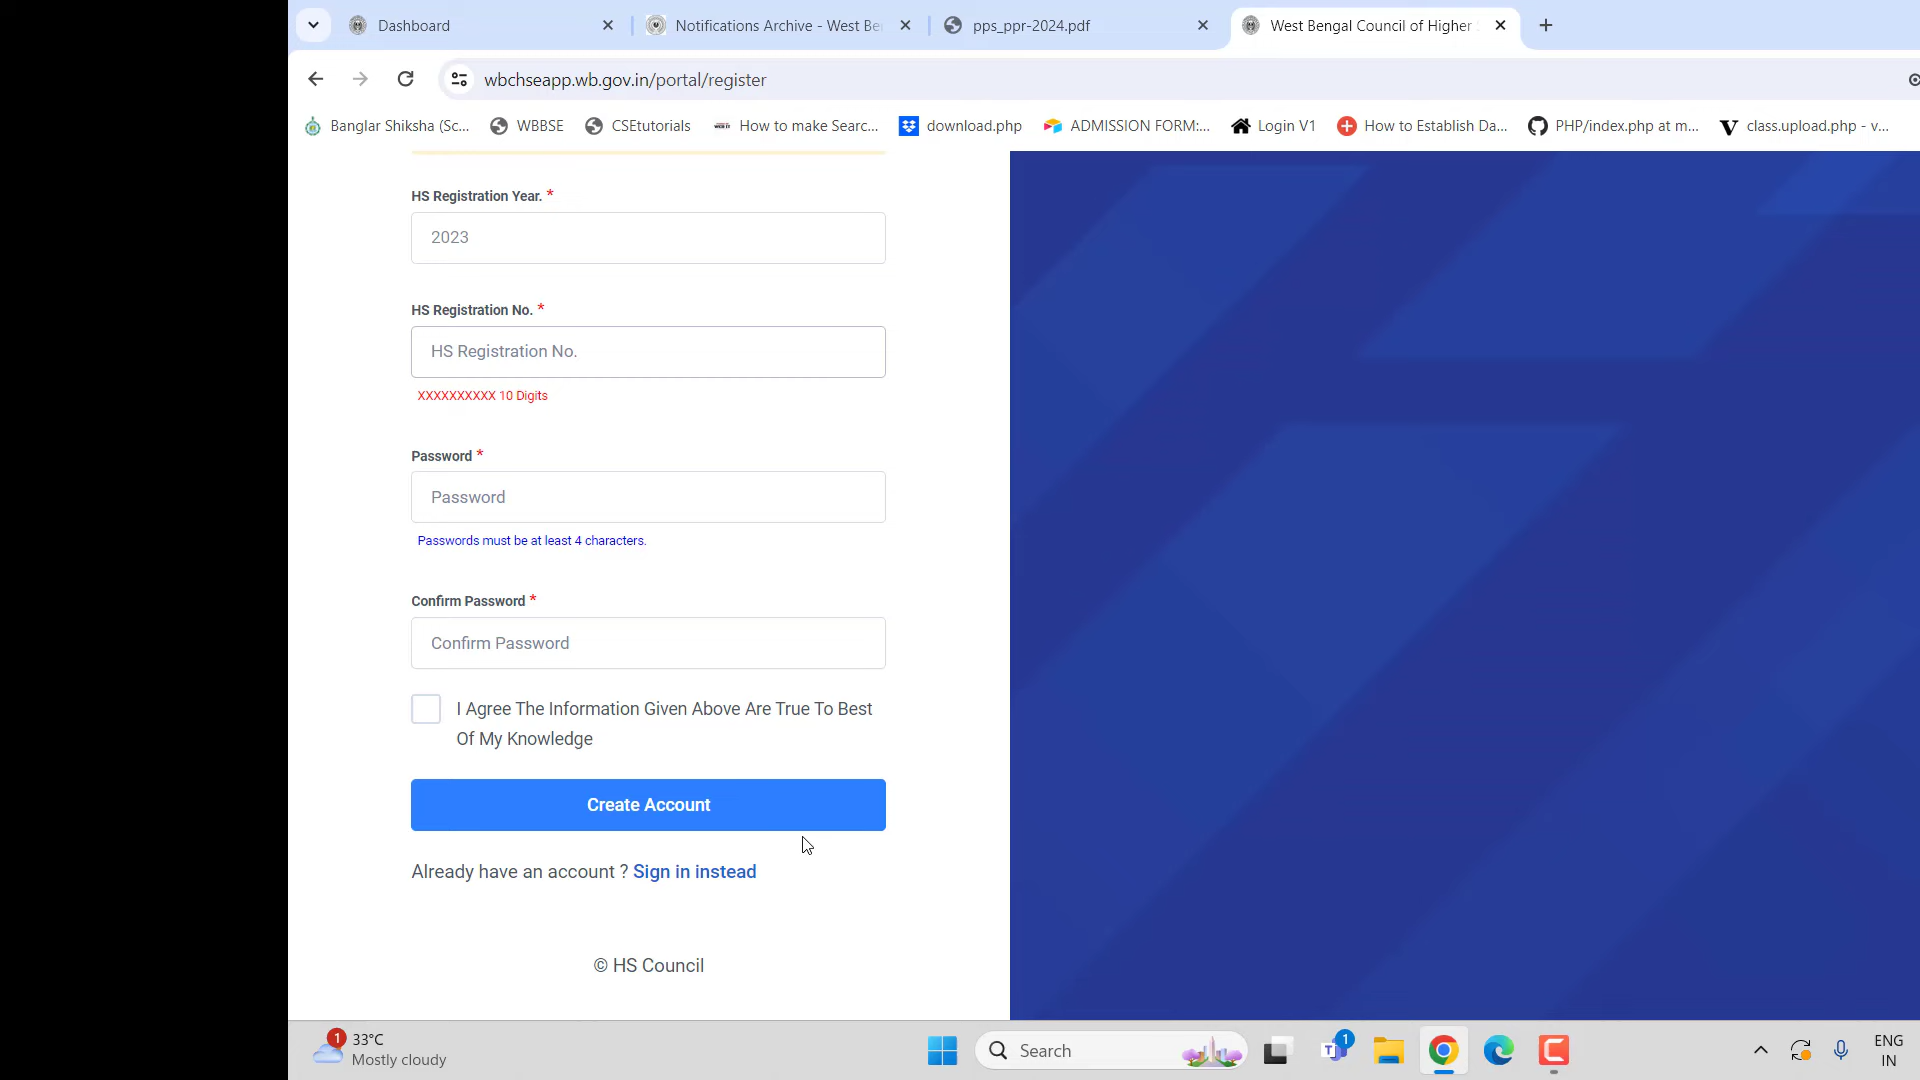 Dashboard
Notifications Archive - West Be
pps_ppr-2024.pdf
West Bengal Council of Higher
wbchseapp.wb.gov.in/portal/register
Banglar Shiksha (Sc...
WBBSE
CSEtutorials
How to make Searc...
download.php
ADMISSION FORM:...
Login V1
How to Establish Da...
PHP/index.php at m...
class.upload.php - v...
HS Registration Year. *
2023
HS Registration No. *
HS Registration No.
XXXXXXXXXX 10 Digits
Password *
Password
Passwords must be at least 4 characters.
Confirm Password *
Confirm Password
I Agree The Information Given Above Are True To Best
Of My Knowledge
Create Account
Already have an account ? Sign in instead
© HS Council
1
33°C
Mostly cloudy
Search
1
ENG
IN